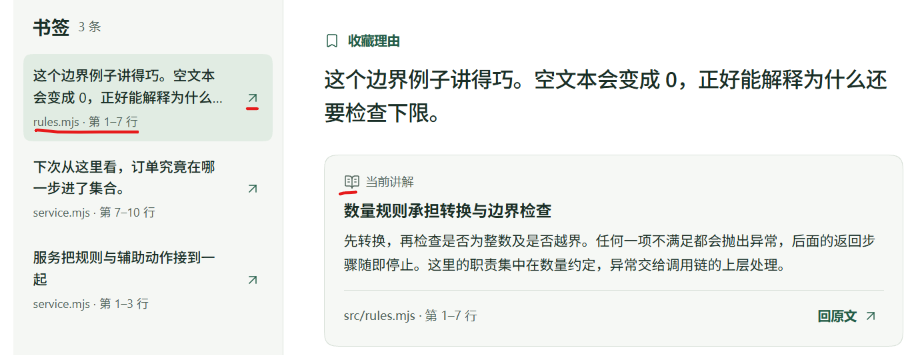 书签 3 条
这个边界例子讲得巧。空文本
会变成 0，正好能解释为什么...
rules.mjs · 第 1–7 行
下次从这里看，订单究竟在哪
一步进了集合。
service.mjs · 第 7–10 行
服务把规则与辅助动作接到一
起
service.mjs · 第 1–3 行
收藏理由
这个边界例子讲得巧。空文本会变成 0，正好能解释为什么还
要检查下限。
当前讲解
数量规则承担转换与边界检查
先转换，再检查是否为整数及是否越界。任何一项不满足都会抛出异常，后面的返回步
骤随即停止。这里的职责集中在数量约定，异常交给调用链的上层处理。
src/rules.mjs · 第 1–7 行
回原文